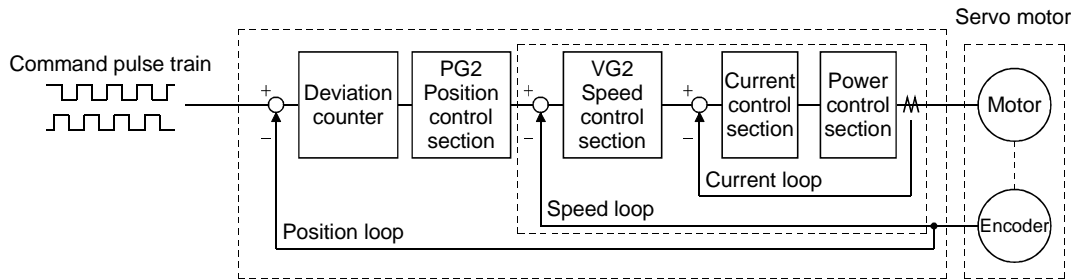 Servo motor
Command pulse train
+
−
Deviation
counter
PG2
Position
control
section
+
−
VG2
Speed
control
section
+
−
Current
control
section
Power
control
section
Motor
Current loop
Speed loop
Position loop
Encoder